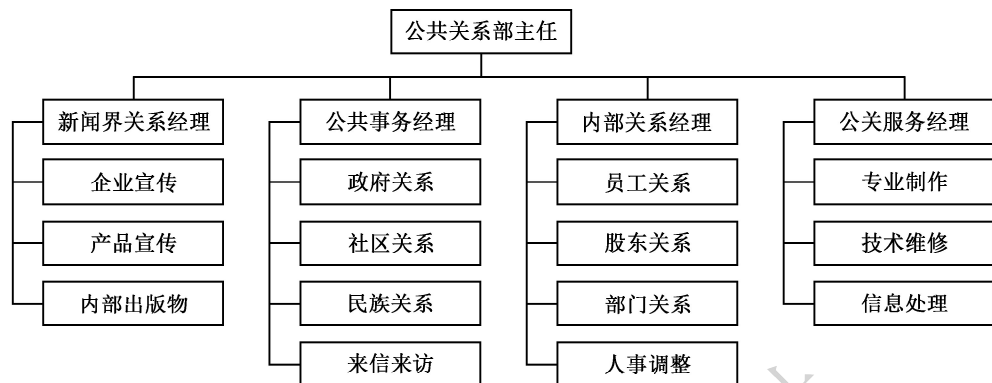 公共关系部主任
新闻界关系经理
企业宣传
产品宣传
内部出版物
公共事务经理
政府关系
社区关系
民族关系
来信来访
内部关系经理
员工关系
股东关系
部门关系
人事调整
公关服务经理
专业制作
技术维修
信息处理